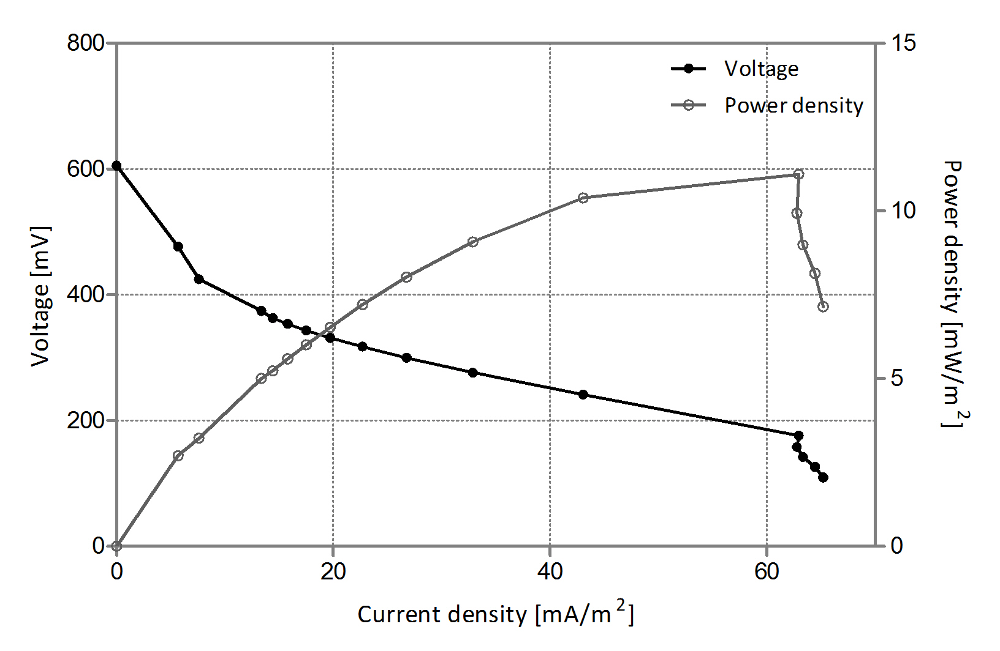 800
600
400
200
0
Voltage [mV]
15
10
5
0
Power density [mW/m²]
Voltage
Power density
0
20
40
60
Current density [mA/m²]